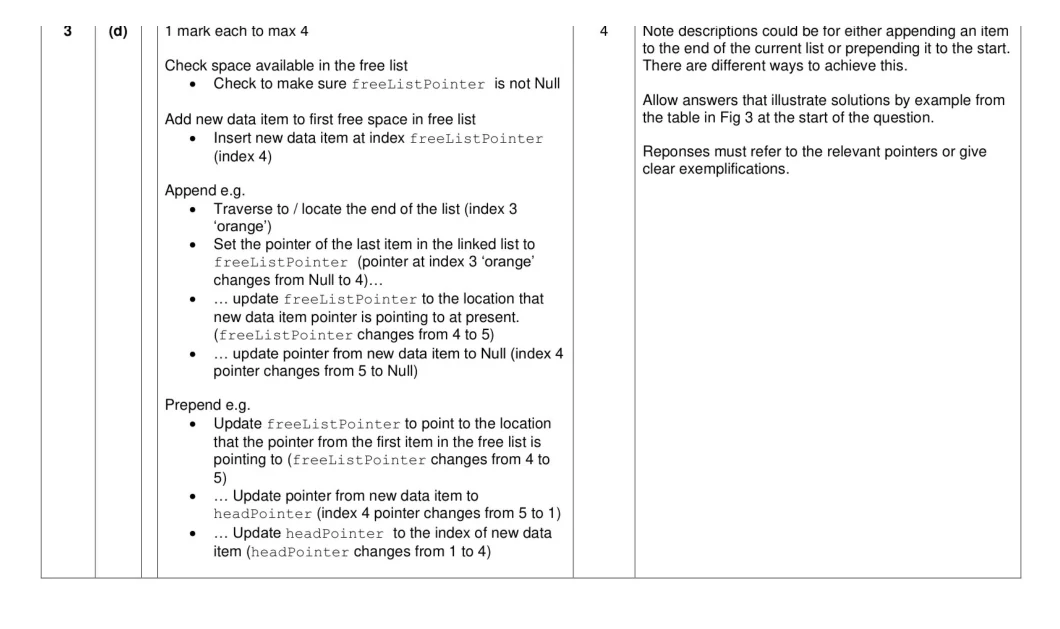 3 (d) 1 mark each to max 4
Check space available in the free list
• Check to make sure freeListPointer is not Null
Add new data item to first free space in free list
• Insert new data item at index freeListPointer
(index 4)
Append e.g.
• Traverse to / locate the end of the list (index 3
‘orange’)
• Set the pointer of the last item in the linked list to
freeListPointer (pointer at index 3 ‘orange’
changes from Null to 4)…
• … update freeListPointer to the location that
new data item pointer is pointing to at present.
(freeListPointer changes from 4 to 5)
• … update pointer from new data item to Null (index 4
pointer changes from 5 to Null)
Prepend e.g.
• Update freeListPointer to point to the location
that the pointer from the first item in the free list is
pointing to (freeListPointer changes from 4 to
5)
• … Update pointer from new data item to
headPointer (index 4 pointer changes from 5 to 1)
• … Update headPointer to the index of new data
item (headPointer changes from 1 to 4)
4
Note descriptions could be for either appending an item
to the end of the current list or prepending it to the start.
There are different ways to achieve this.
Allow answers that illustrate solutions by example from
the table in Fig 3 at the start of the question.
Reponses must refer to the relevant pointers or give
clear exemplifications.